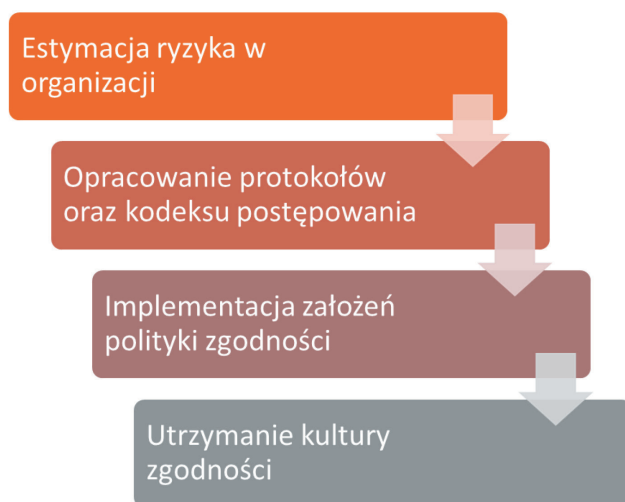 Estymacja ryzyka w
organizacji
Opracowanie protokołów
oraz kodeksu postępowania
Implementacja założeń
polityki zgodności
Utrzymanie kultury
zgodności